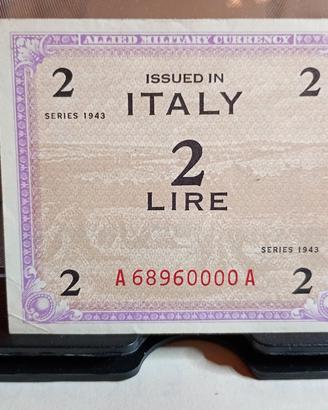 ALLIED MILITARY CURRENCY
2 ISSUED IN 2
SERIES 1943 ITALY
2
LIRE
SERIES 1943
2 A 68960000 A 2